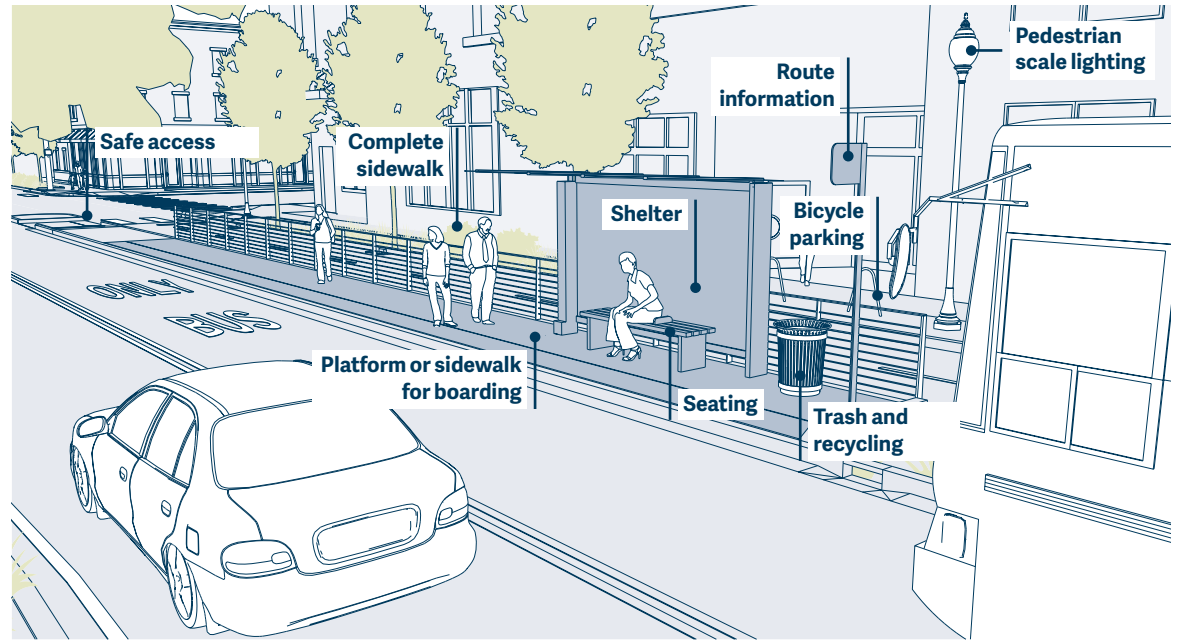 Pedestrian
scale lighting
Route
information
Safe access
Complete
sidewalk
Shelter
Bicycle
parking
ONLY
BUS
Platform or sidewalk
for boarding
Seating
Trash and
recycling